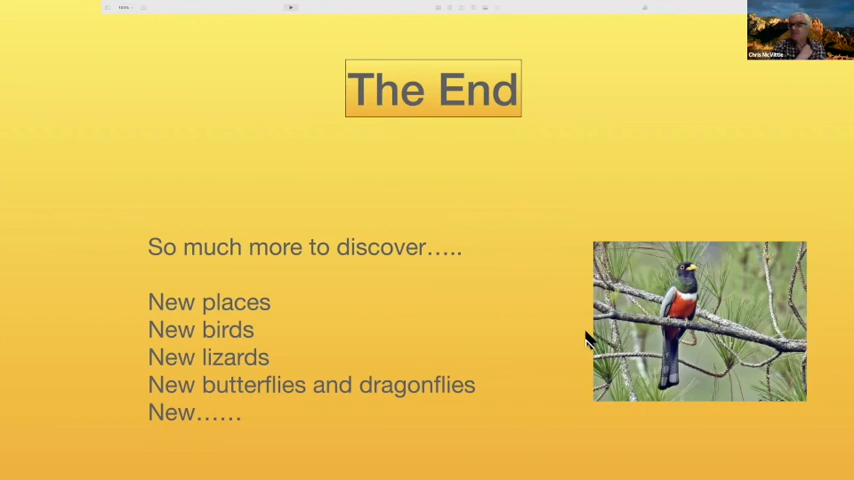 100%
Chris McVittie
The End
So much more to discover…..
New places
New birds
New lizards
New butterflies and dragonflies
New……